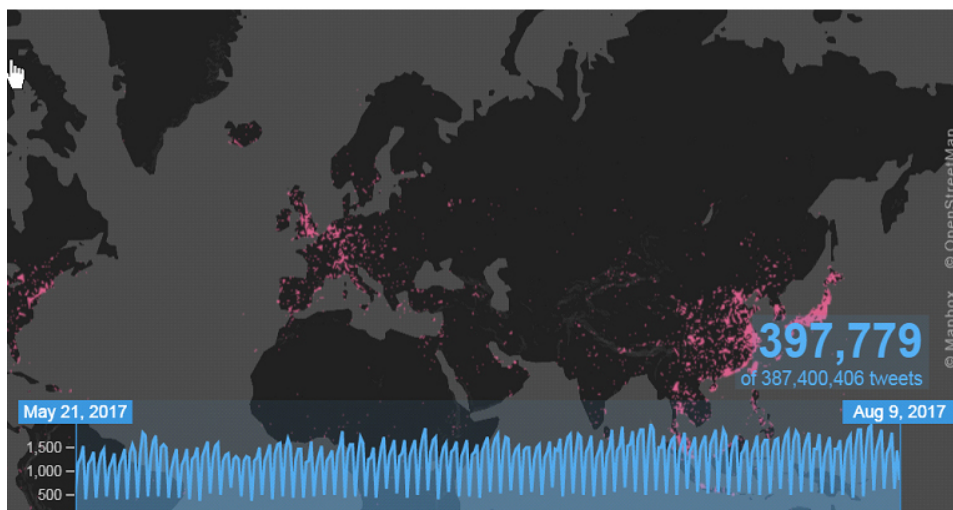 © Mapbox © OpenStreetMap
397,779
of 387,400,406 tweets
May 21, 2017
Aug 9, 2017
1,500
1,000
500